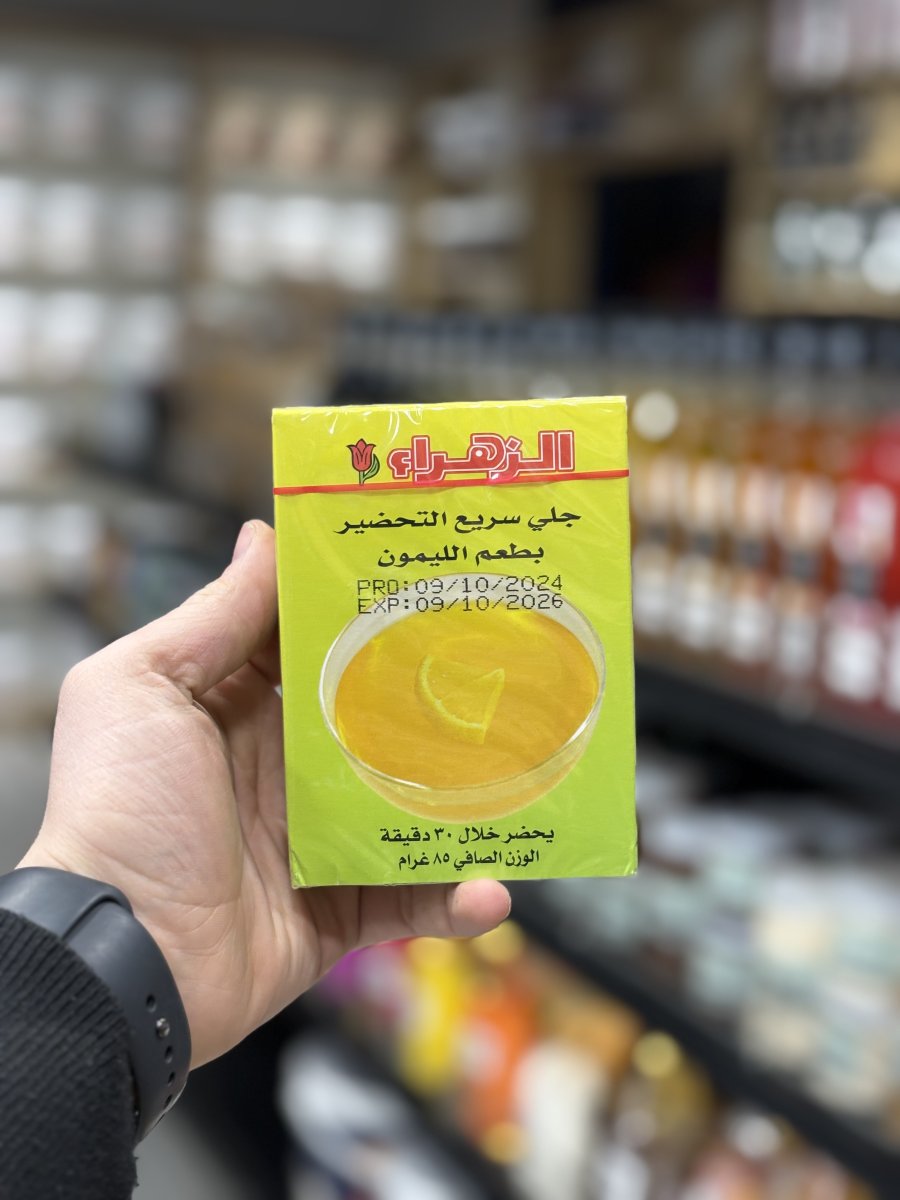 الزهراء
جلي سريع التحضير
بطعم الليمون
PRO:09/10/2024
EXP:09/10/2026
يحضر خلال ٣٠ دقيقة
الوزن الصافي ٨٥ غرام